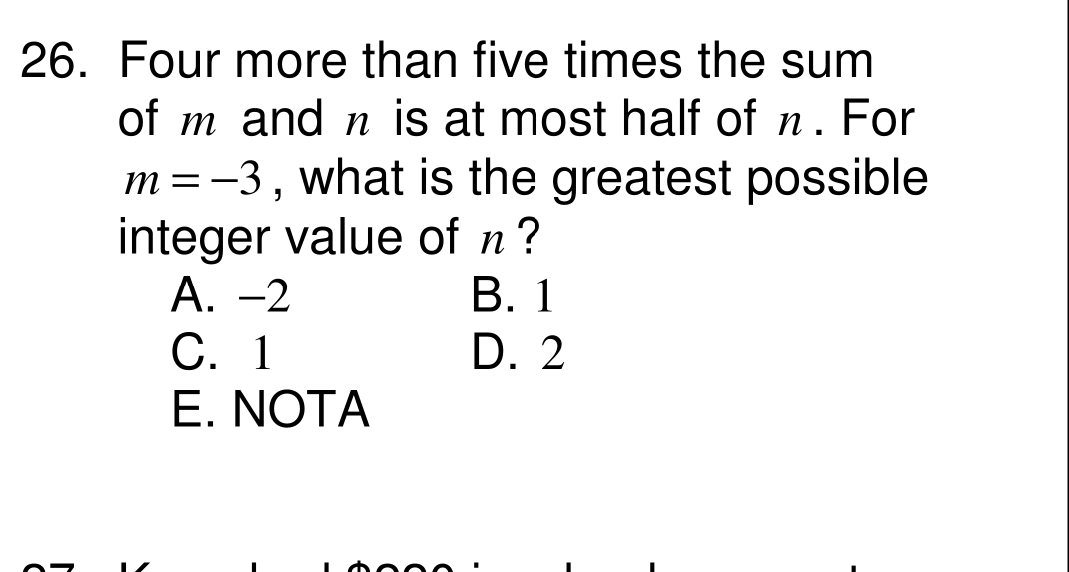 26. Four more than five times the sum
of m and n is at most half of n. For
m = −3, what is the greatest possible
integer value of n?
A. −2 B. 1
C. 1 D. 2
E. NOTA